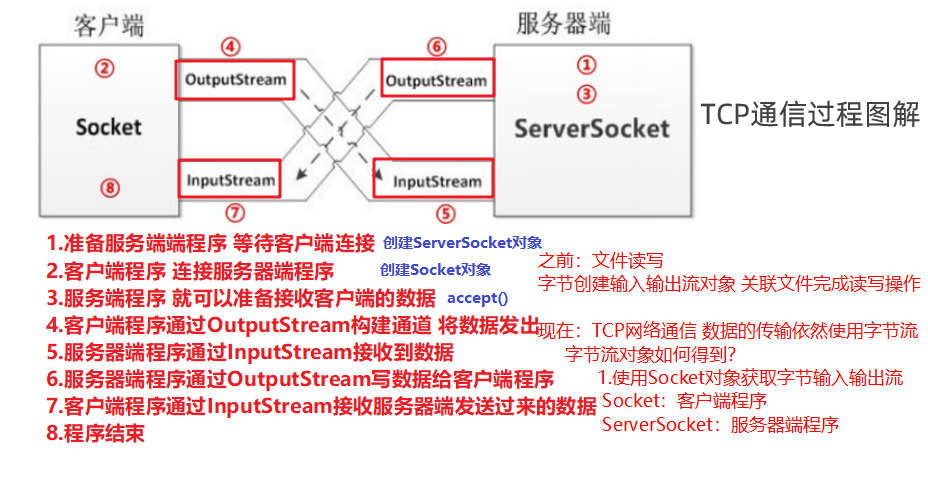 客户端
服务器端
④
⑥
②
OutputStream
OutputStream
①
③
Socket
ServerSocket
TCP通信过程图解
⑧
InputStream
InputStream
⑦
⑤
1.准备服务端端程序 等待客户端连接 创建ServerSocket对象
2.客户端程序 连接服务器端程序 创建Socket对象
3.服务端程序 就可以准备接收客户端的数据 accept()
4.客户端程序通过OutputStream构建通道 将数据发出
5.服务器端程序通过InputStream接收到数据
6.服务器端程序通过OutputStream写数据给客户端程序
7.客户端程序通过InputStream接收服务器端发送过来的数据
8.程序结束
之前：文件读写
字节创建输入输出流对象 关联文件完成读写操作
现在：TCP网络通信 数据的传输依然使用字节流
字节流对象如何得到？
1.使用Socket对象获取字节输入输出流
Socket：客户端程序
ServerSocket：服务器端程序